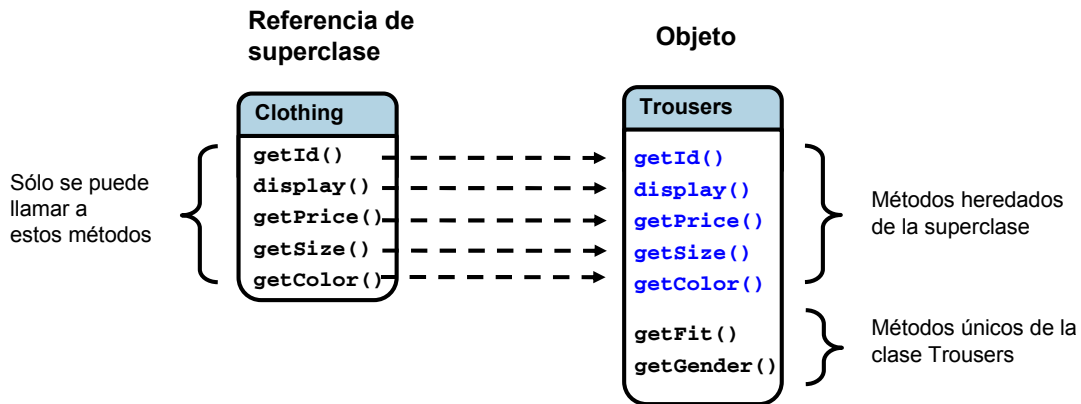 Referencia de
superclase
Objeto
Clothing
getId()
display()
getPrice()
getSize()
getColor()
Sólo se puede
llamar a
estos métodos
Trousers
getId()
display()
getPrice()
getSize()
getColor()
getFit()
getGender()
Métodos heredados
de la superclase
Métodos únicos de la
clase Trousers